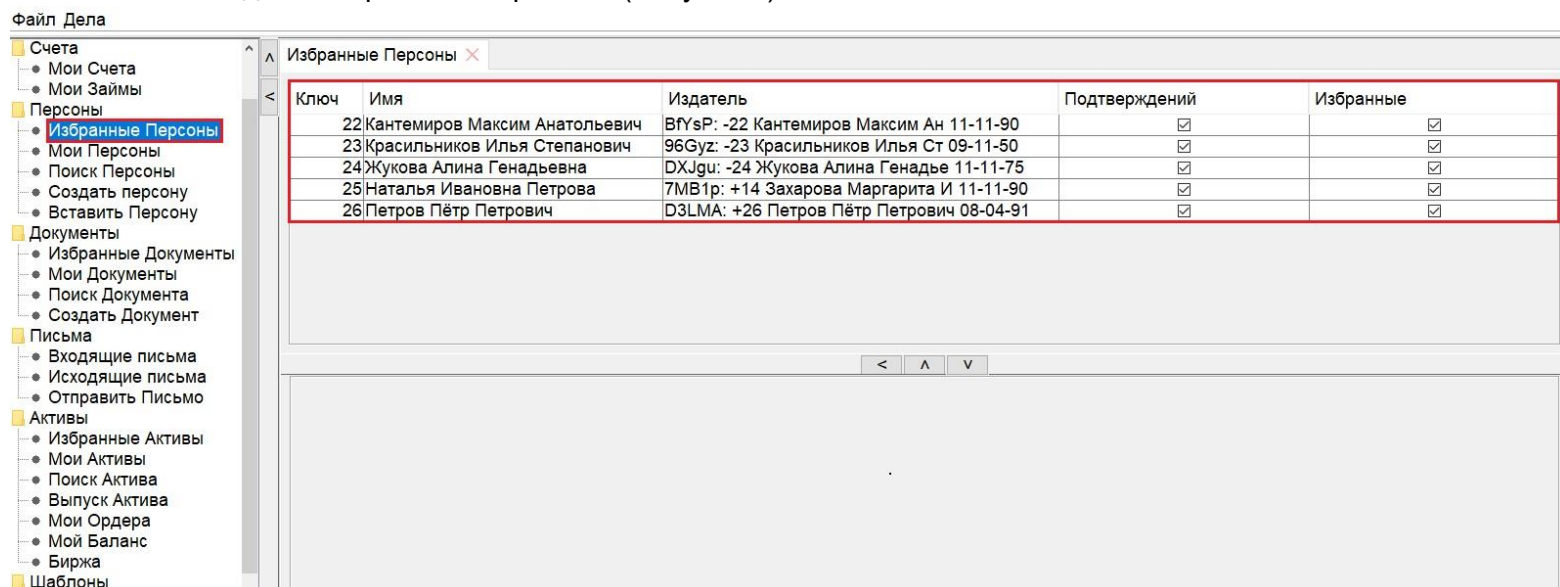 Файл Дела
Счета
Мои Счета
Мои Займы
Персоны
Избранные Персоны
Мои Персоны
Поиск Персоны
Создать персону
Вставить Персону
Документы
Избранные Документы
Мои Документы
Поиск Документа
Создать Документ
Письма
Входящие письма
Исходящие письма
Отправить Письмо
Активы
Избранные Активы
Мои Активы
Поиск Актива
Выпуск Актива
Мои Ордера
Мой Баланс
Биржа
Шаблоны
Избранные Персоны
Ключ Имя Издатель Подтверждений Избранные
22 Кантемиров Максим Анатольевич BfYsP: -22 Кантемиров Максим Ан 11-11-90
23 Красильников Илья Степанович 96Gyz: -23 Красильников Илья Ст 09-11-50
24 Жукова Алина Генадьевна DXJgu: -24 Жукова Алина Генадье 11-11-75
25 Наталья Ивановна Петрова 7MB1p: +14 Захарова Маргарита И 11-11-90
26 Петров Пётр Петрович D3LMA: +26 Петров Пётр Петрович 08-04-91